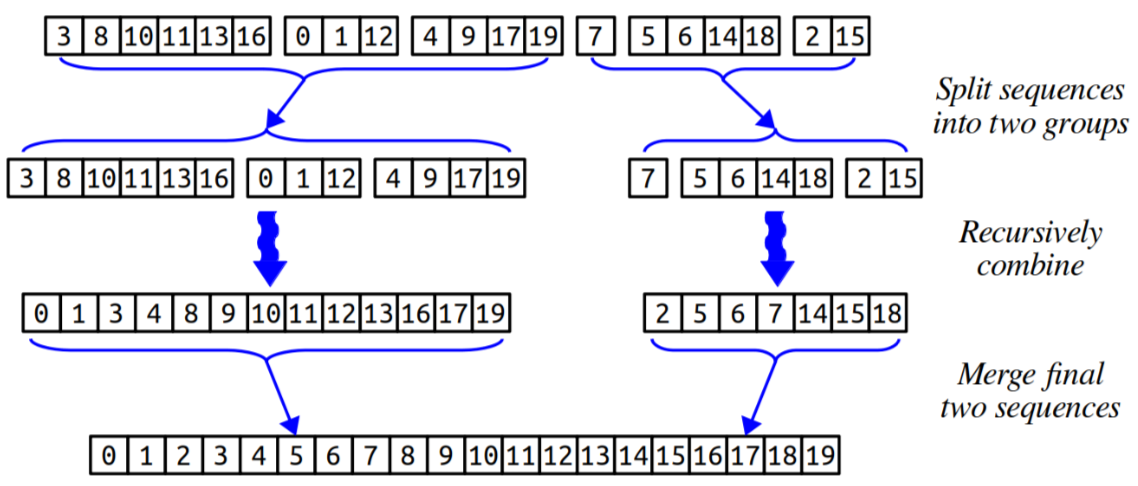 3 8 10 11 13 16 0 1 12 4 9 17 19 7 5 6 14 18 2 15
Split sequences
into two groups
3 8 10 11 13 16 0 1 12 4 9 17 19 7 5 6 14 18 2 15
Recursively
combine
0 1 3 4 8 9 10 11 12 13 16 17 19 2 5 6 7 14 15 18
Merge final
two sequences
0 1 2 3 4 5 6 7 8 9 10 11 12 13 14 15 16 17 18 19